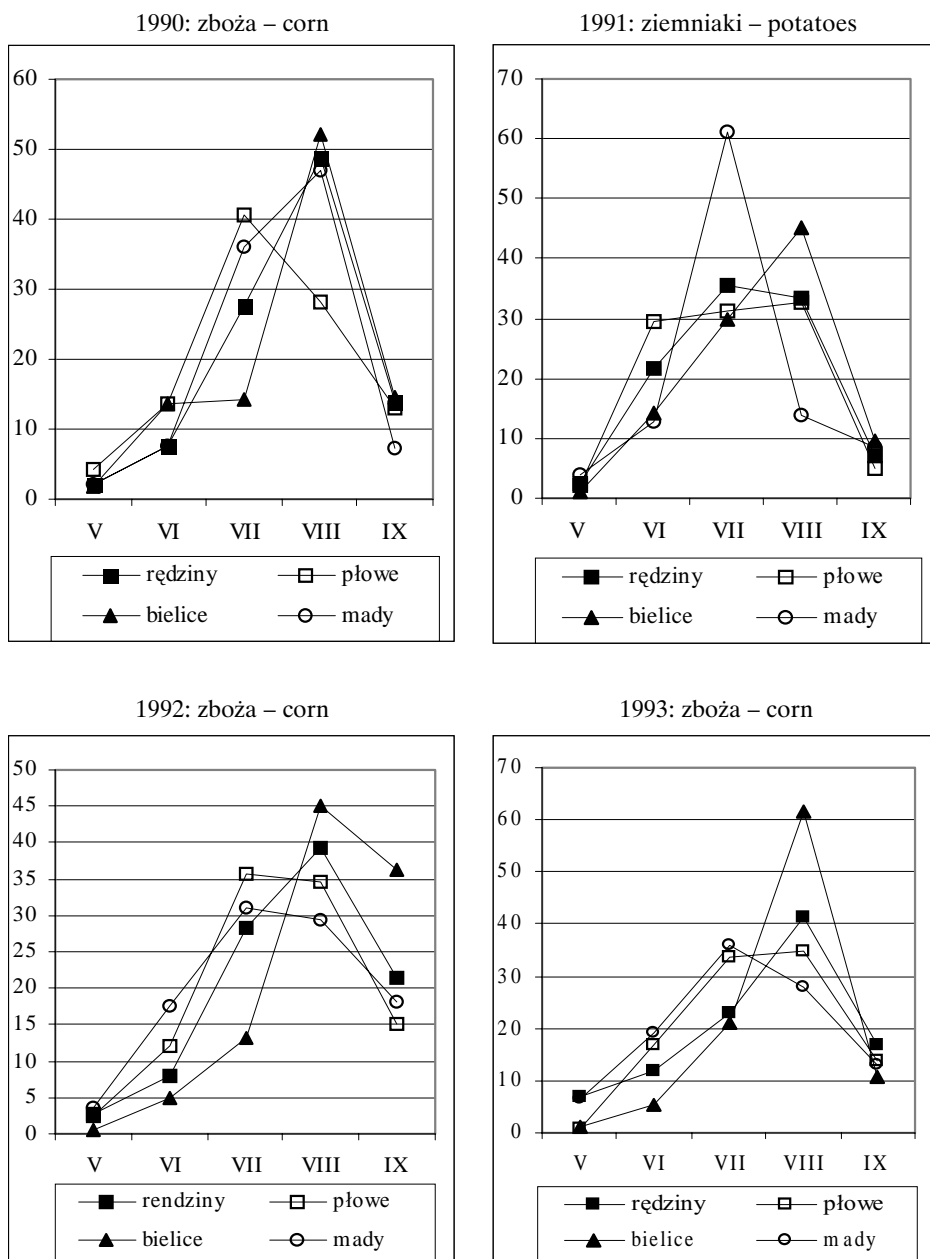 1990: zboża – corn
60
50
40
30
20
10
0
V VI VII VIII IX
rędziny płowe
bielice mady
1991: ziemniaki – potatoes
70
60
50
40
30
20
10
0
V VI VII VIII IX
rędziny płowe
bielice mady
1992: zboża – corn
50
45
40
35
30
25
20
15
10
5
0
V VI VII VIII IX
rendziny płowe
bielice mady
1993: zboża – corn
70
60
50
40
30
20
10
0
V VI VII VIII IX
rędziny płowe
bielice mady